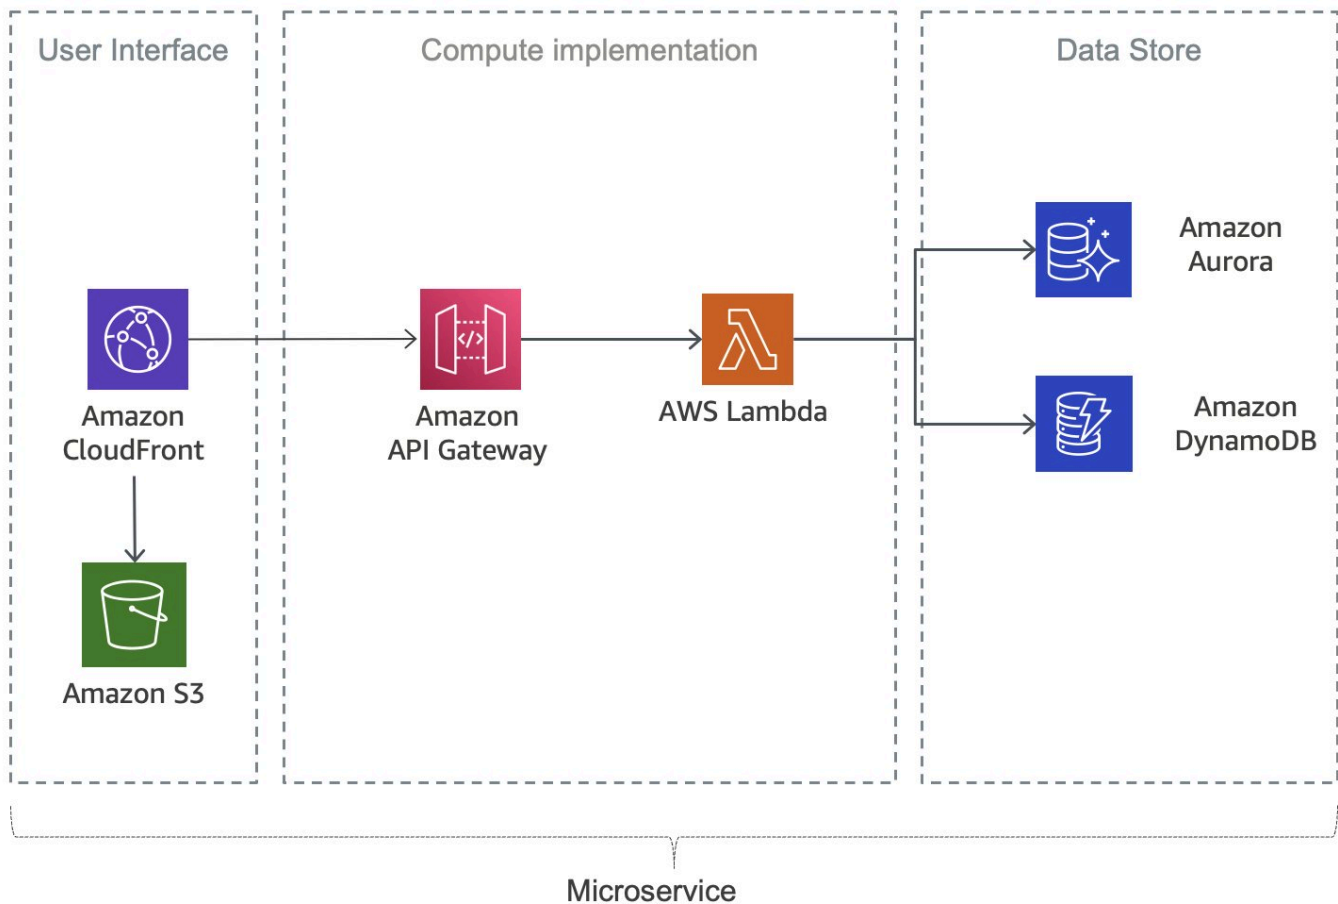 User Interface
Compute implementation
Data Store
Amazon
CloudFront
Amazon S3
</>
Amazon
API Gateway
AWS Lambda
Amazon
Aurora
Amazon
DynamoDB
Microservice